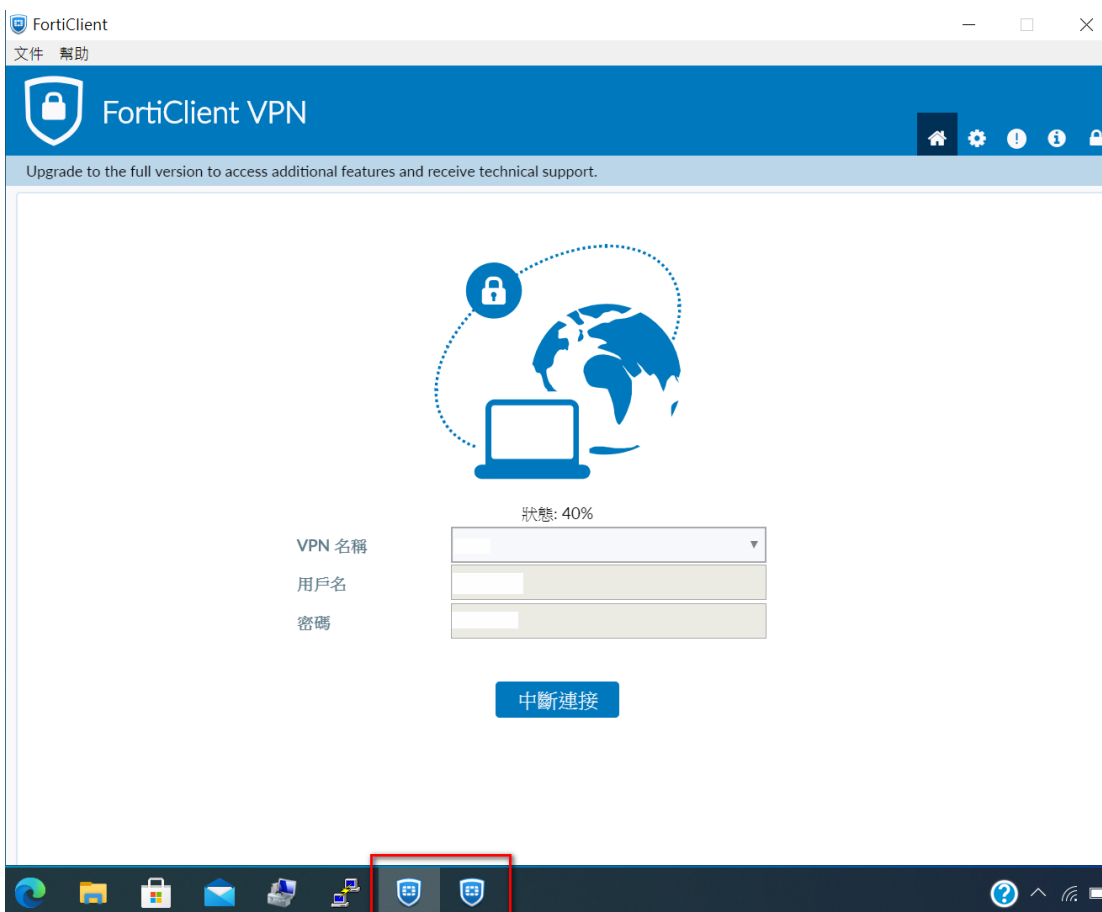 FortiClient
文件 幫助
FortiClient VPN
Upgrade to the full version to access additional features and receive technical support.
狀態: 40%
VPN 名稱
用戶名
密碼
中斷連接